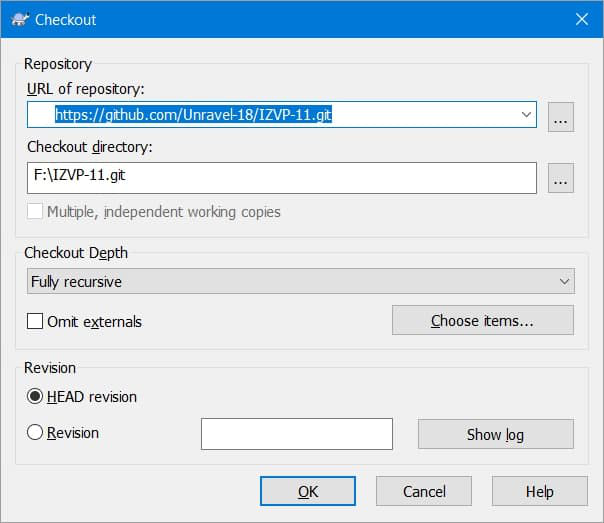 Checkout
Repository
URL of repository:
https://github.com/Unravel-18/IZVP-11.git
...
Checkout directory:
F:\IZVP-11.git
...
Multiple, independent working copies
Checkout Depth
Fully recursive
Omit externals
Choose items...
Revision
HEAD revision
Revision
Show log
OK
Cancel
Help